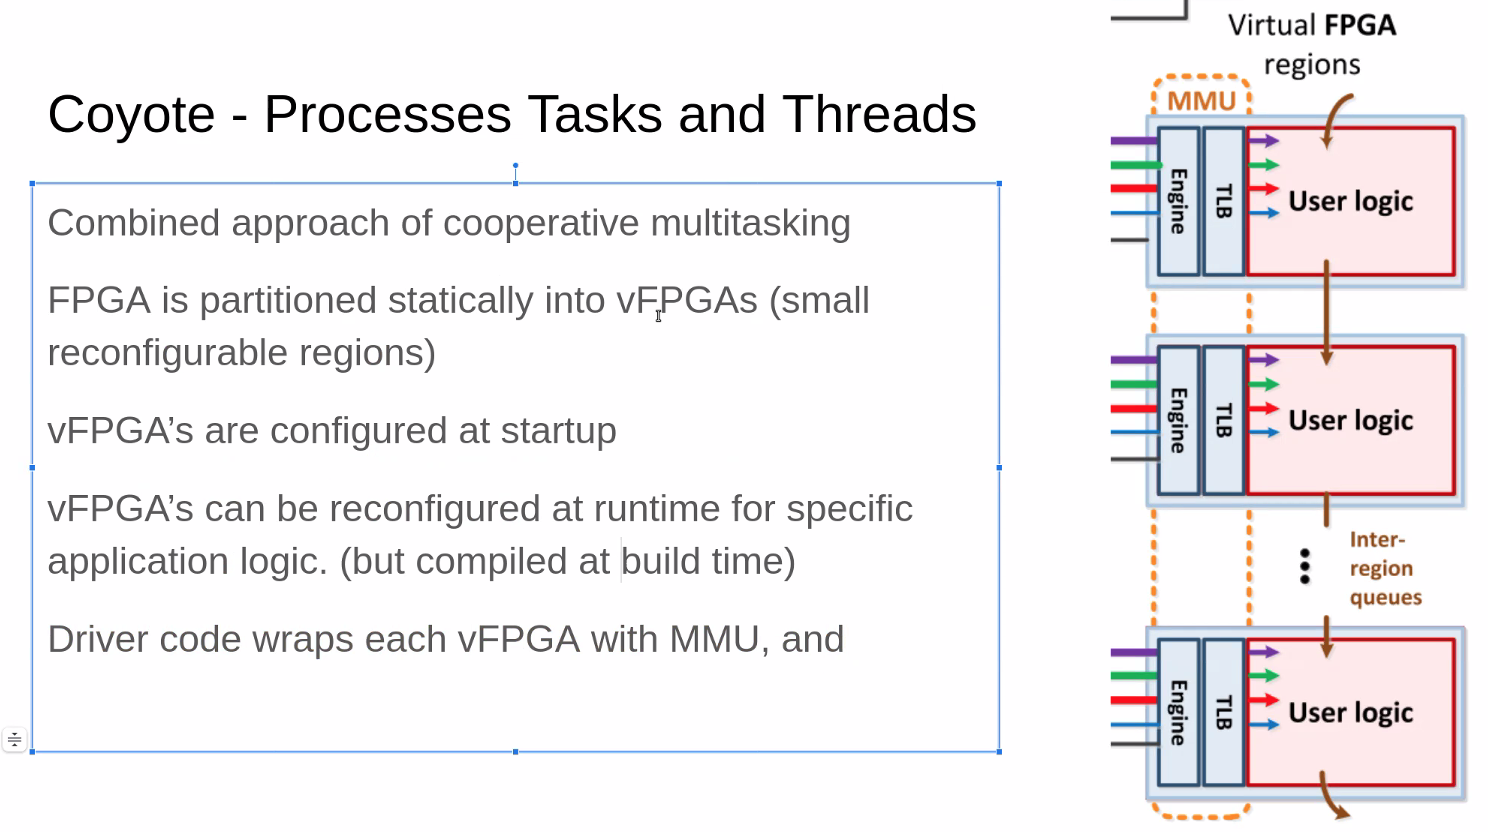 Coyote - Processes Tasks and Threads
Combined approach of cooperative multitasking
FPGA is partitioned statically into vFPGAs (small
reconfigurable regions)
vFPGA’s are configured at startup
vFPGA’s can be reconfigured at runtime for specific
application logic. (but compiled at build time)
Driver code wraps each vFPGA with MMU, and
Virtual FPGA
regions
MMU
Engine
TLB
User logic
Engine
TLB
User logic
Inter-
region
queues
Engine
TLB
User logic